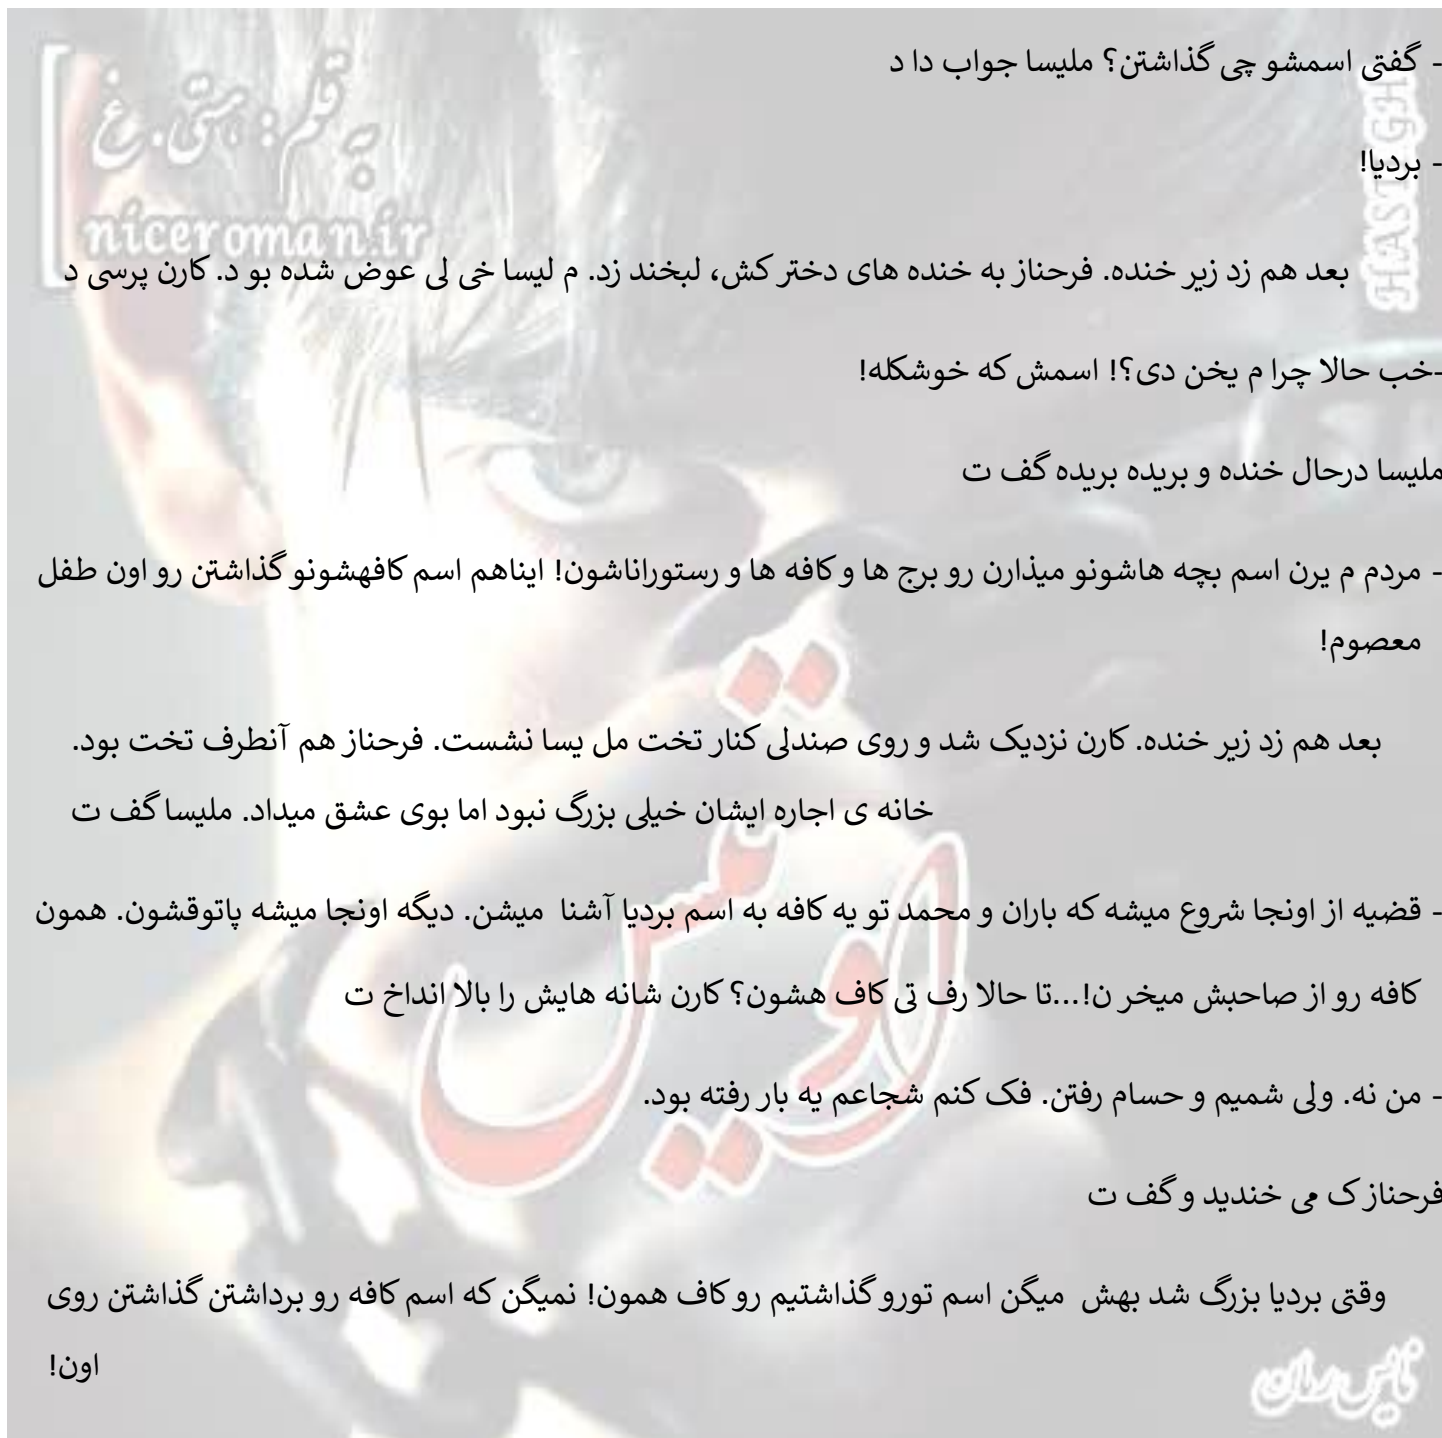 - گفتی اسمشو چی گذاشتن؟ ملیسا جواب دا د
به قلم: هستی. غ
niceroman.ir
HASTI.GH
- بردیا!
بعد هم زد زیر خنده. فرحناز به خنده های دختر کش، لبخند زد. م لیسا خی لی عوض شده بو د. کارن پرسی د
-خب حالا چرا م یخن دی؟! اسمش که خوشکله!
ملیسا درحال خنده و بریده بریده گف ت
- مردم م یرن اسم بچه هاشونو میذارن رو برج ها و کافه ها و رستوراناشون! ایناهم اسم کافهشونو گذاشتن رو اون طفل
معصوم!
بعد هم زد زیر خنده. کارن نزدیک شد و روی صندلی کنار تخت مل یسا نشست. فرحناز هم آنطرف تخت بود.
خانه ی اجاره ایشان خیلی بزرگ نبود اما بوی عشق میداد. ملیسا گف ت
- قضیه از اونجا شروع میشه که باران و محمد تو یه کافه به اسم بردیا آشنا میشن. دیگه اونجا میشه پاتوقشون. همون
کافه رو از صاحبش میخر ن!...تا حالا رف تی کاف هشون؟ کارن شانه هایش را بالا انداخ ت
- من نه. ولی شمیم و حسام رفتن. فک کنم شجاعم یه بار رفته بود.
فرحناز ک می خندید و گف ت
وقتی بردیا بزرگ شد بهش میگن اسم تورو گذاشتیم رو کاف همون! نمیگن که اسم کافه رو برداشتن گذاشتن روی
اون!
نایس رمان